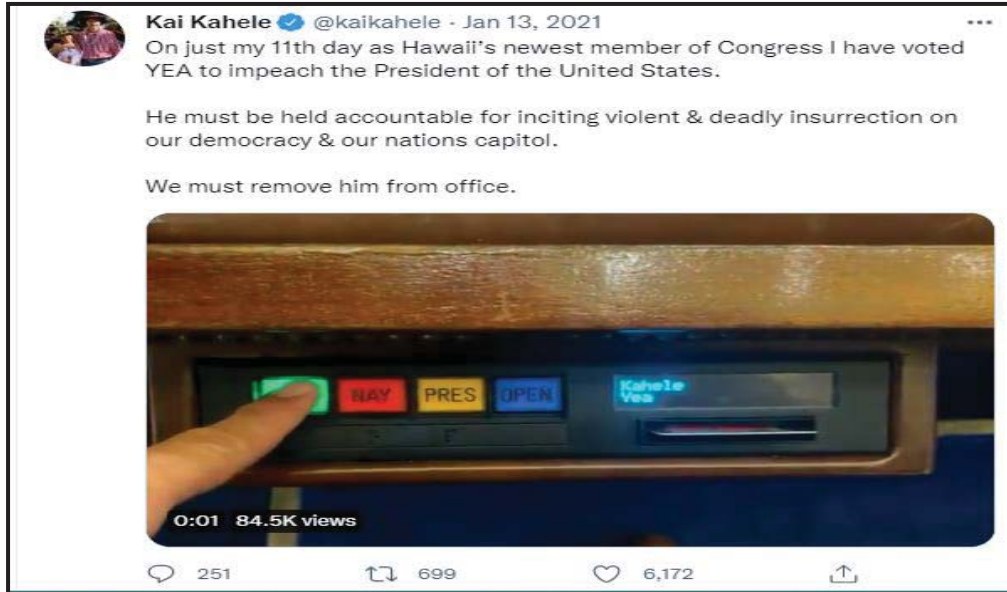 Kai Kahele @kaikahele · Jan 13, 2021
On just my 11th day as Hawaii's newest member of Congress I have voted
YEA to impeach the President of the United States.
He must be held accountable for inciting violent & deadly insurrection on
our democracy & our nations capitol.
We must remove him from office.
NAY PRES OPEN Kahele
Yea
0:01 84.5K views
251 699 6,172